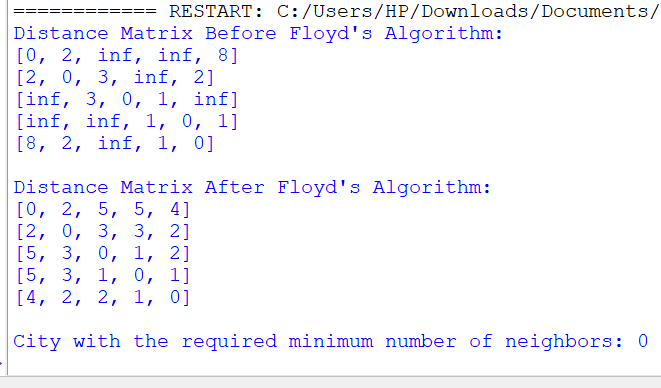 ============ RESTART: C:/Users/HP/Downloads/Documents/
Distance Matrix Before Floyd's Algorithm:
[0, 2, inf, inf, 8]
[2, 0, 3, inf, 2]
[inf, 3, 0, 1, inf]
[inf, inf, 1, 0, 1]
[8, 2, inf, 1, 0]
Distance Matrix After Floyd's Algorithm:
[0, 2, 5, 5, 4]
[2, 0, 3, 3, 2]
[5, 3, 0, 1, 2]
[5, 3, 1, 0, 1]
[4, 2, 2, 1, 0]
City with the required minimum number of neighbors: 0